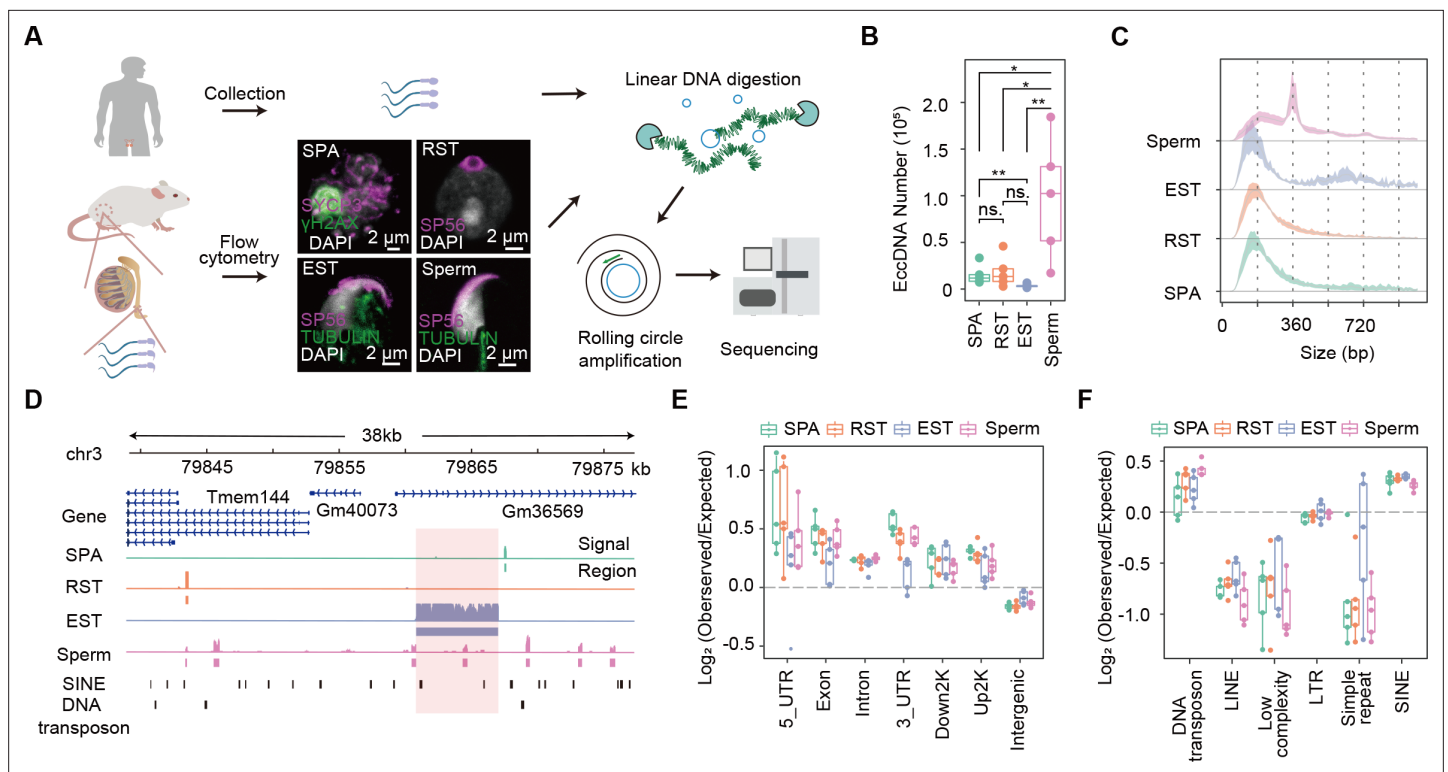 A
Collection
Flow
cytometry
SPA
SYCP3
γH2AX
DAPI
2 μm
RST
SP56
DAPI
2 μm
EST
SP56
TUBULIN
DAPI
2 μm
Sperm
SP56
TUBULIN
DAPI
2 μm
Linear DNA digestion
Rolling circle
amplification
Sequencing
B
EccDNA Number (10⁵)
2.0
1.5
1.0
0.5
0
*
*
**
**
ns.
ns.
SPA
RST
EST
Sperm
C
Sperm
EST
RST
SPA
0 360 720
Size (bp)
D
38kb
chr3
79845 79855 79865 79875 kb
Tmem144
Gm40073
Gm36569
Gene
SPA
Signal
Region
RST
EST
Sperm
SINE
DNA
transposon
E
SPA RST EST Sperm
Log₂ (Oberserved/Expected)
1.0
0.5
0.0
-0.5
5_UTR
Exon
Intron
3_UTR
Down2K
Up2K
Intergenic
F
SPA RST EST Sperm
Log₂ (Oberserved/Expected)
0.5
0.0
-0.5
-1.0
DNA
transposon
LINE
Low
complexity
LTR
Simple
repeat
SINE